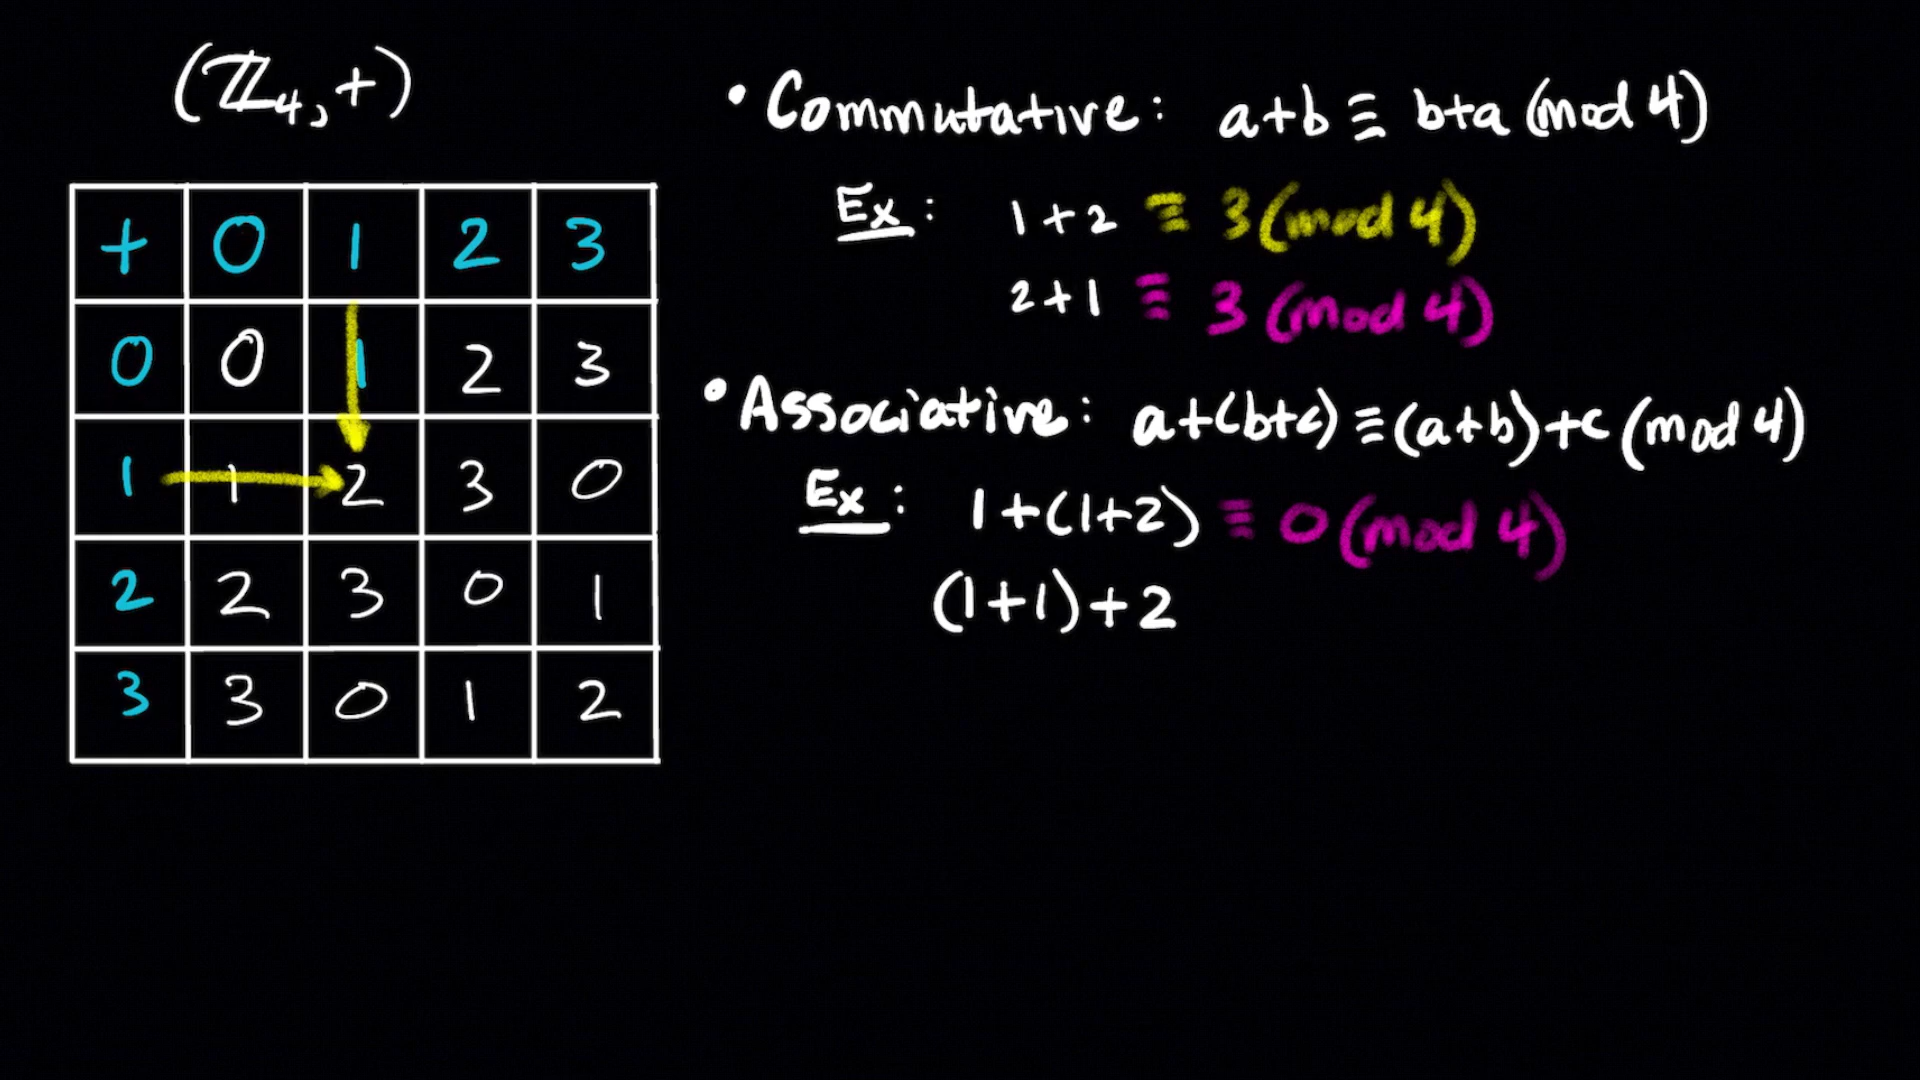 (ℤ₄, +)
+ 0 1 2 3
0 0 1 2 3
1 1 2 3 0
2 2 3 0 1
3 3 0 1 2
• Commutative: a+b ≡ b+a (mod 4)
Ex: 1+2 ≡ 3 (mod 4)
2+1 ≡ 3 (mod 4)
• Associative: a+(b+c) ≡ (a+b)+c (mod 4)
Ex: 1+(1+2) ≡ 0 (mod 4)
(1+1)+2